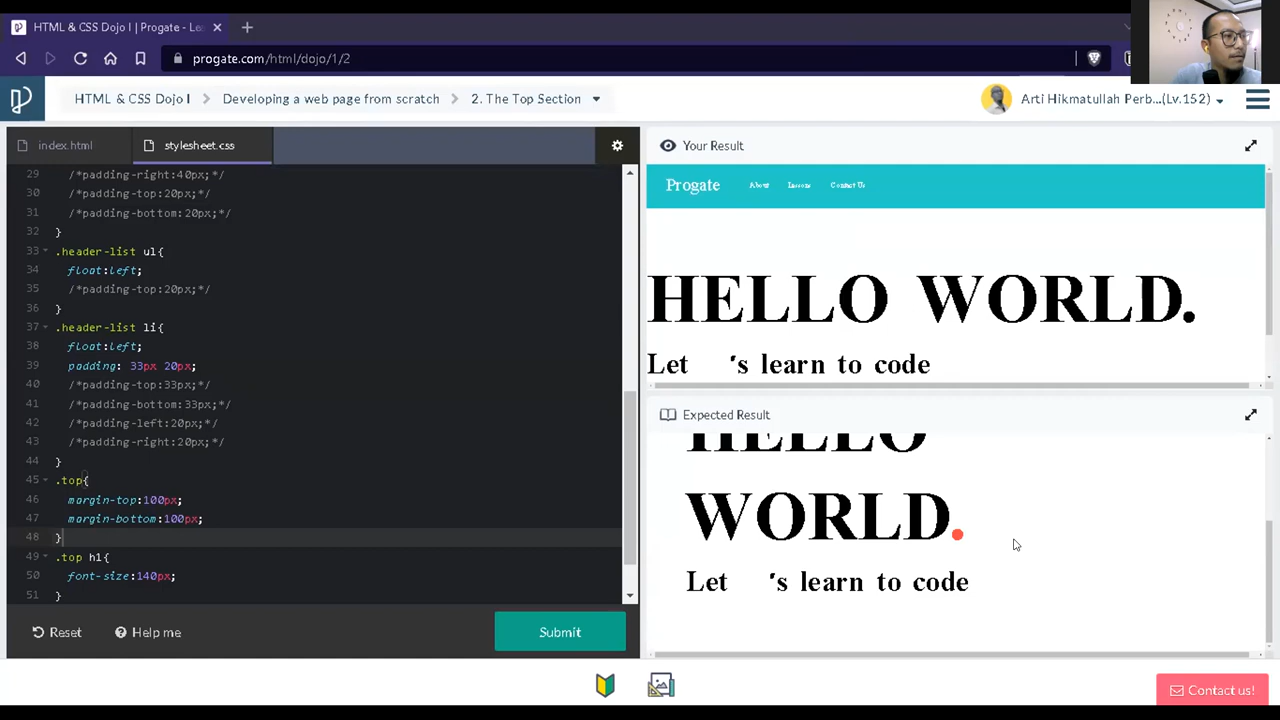 HTML & CSS Dojo I | Progate - Le
progate.com/html/dojo/1/2
HTML & CSS Dojo I
Developing a web page from scratch
2. The Top Section
Arti Hikmatullah Perb...(Lv.152)
index.html
stylesheet.css
29 /*padding-right:40px;*/
30 /*padding-top:20px;*/
31 /*padding-bottom:20px;*/
32 }
33 .header-list ul{
34 float:left;
35 /*padding-top:20px;*/
36 }
37 .header-list li{
38 float:left;
39 padding: 33px 20px;
40 /*padding-top:33px;*/
41 /*padding-bottom:33px;*/
42 /*padding-left:20px;*/
43 /*padding-right:20px;*/
44 }
45 .top{
46 margin-top:100px;
47 margin-bottom:100px;
48 }
49 .top h1{
50 font-size:140px;
51 }
Reset
Help me
Submit
Your Result
Progate About Lessons Contact Us
HELLO WORLD.
Let 's learn to code
Expected Result
HELLO
WORLD.
Let 's learn to code
Contact us!